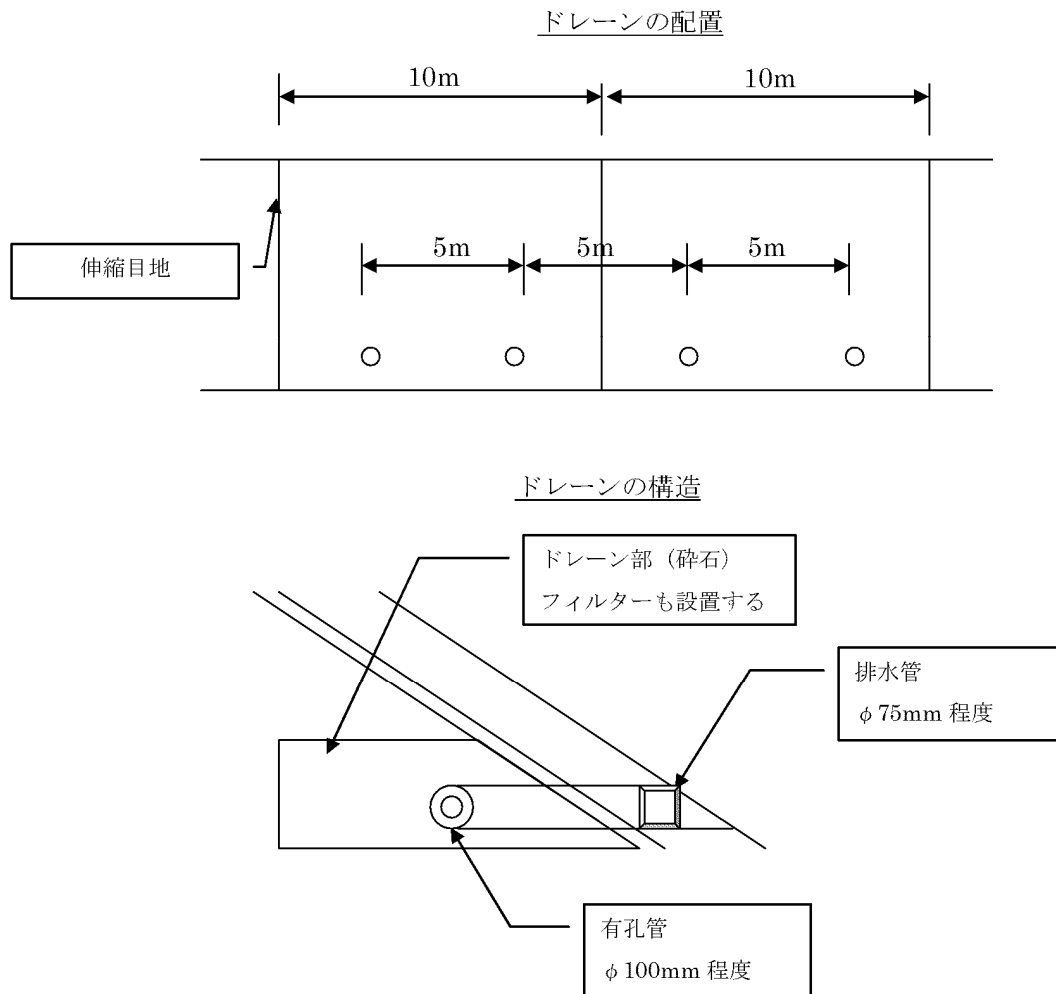 ドレーンの配置
10m
10m
伸縮目地
5m
5m
5m
ドレーンの構造
ドレーン部（砕石）
フィルターも設置する
排水管
φ75mm 程度
有孔管
φ100mm 程度